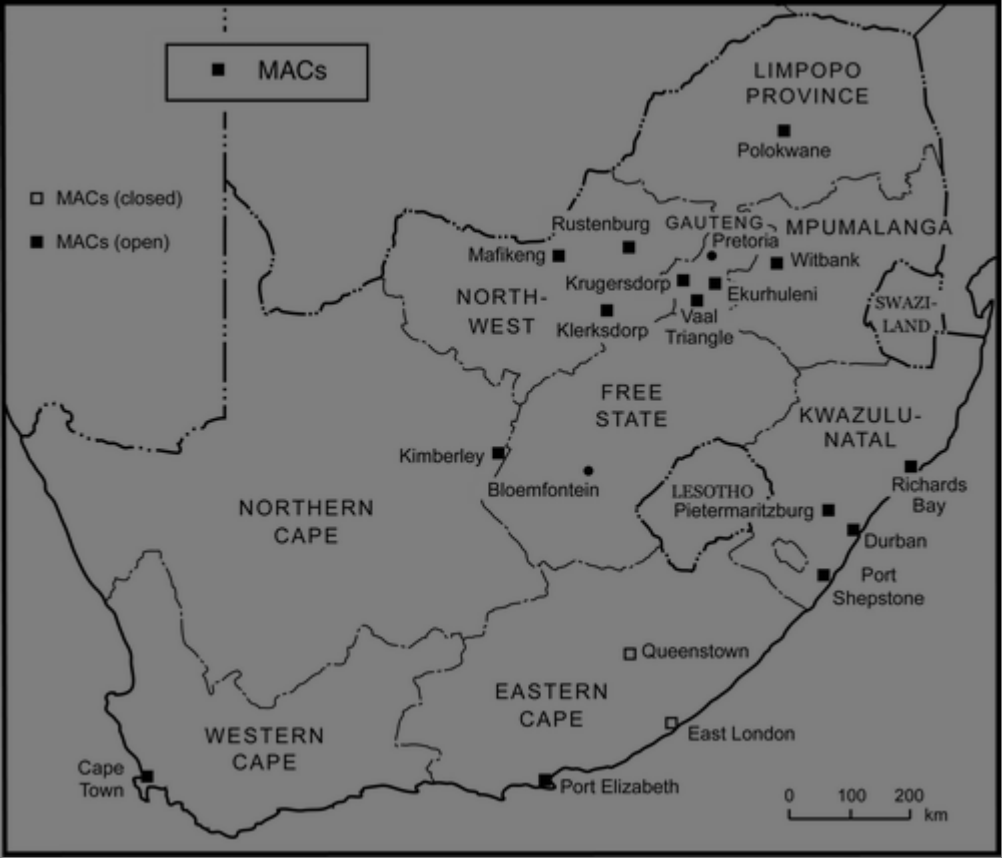 MACs
MACs (closed)
MACs (open)
LIMPOPO
PROVINCE
Polokwane
Rustenburg
GAUTENG
MPUMALANGA
Pretoria
Mafikeng
Witbank
Krugersdorp
Ekurhuleni
NORTH-
WEST
Klerksdorp
Vaal
Triangle
SWAZI-
LAND
FREE
STATE
KWAZULU-
NATAL
Kimberley
Bloemfontein
LESOTHO
Pietermaritzburg
Richards
Bay
NORTHERN
CAPE
Durban
Port
Shepstone
Queenstown
EASTERN
CAPE
East London
WESTERN
CAPE
Cape
Town
Port Elizabeth
0 100 200
km